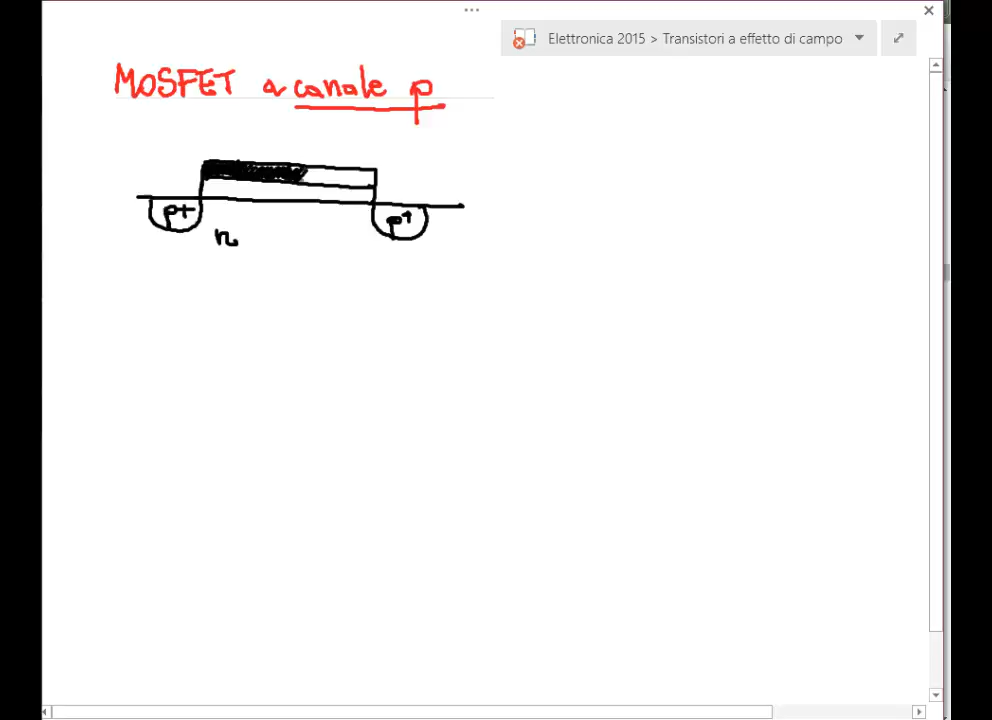 Elettronica 2015 > Transistori a effetto di campo
MOSFET a canale p
p+ p+
n